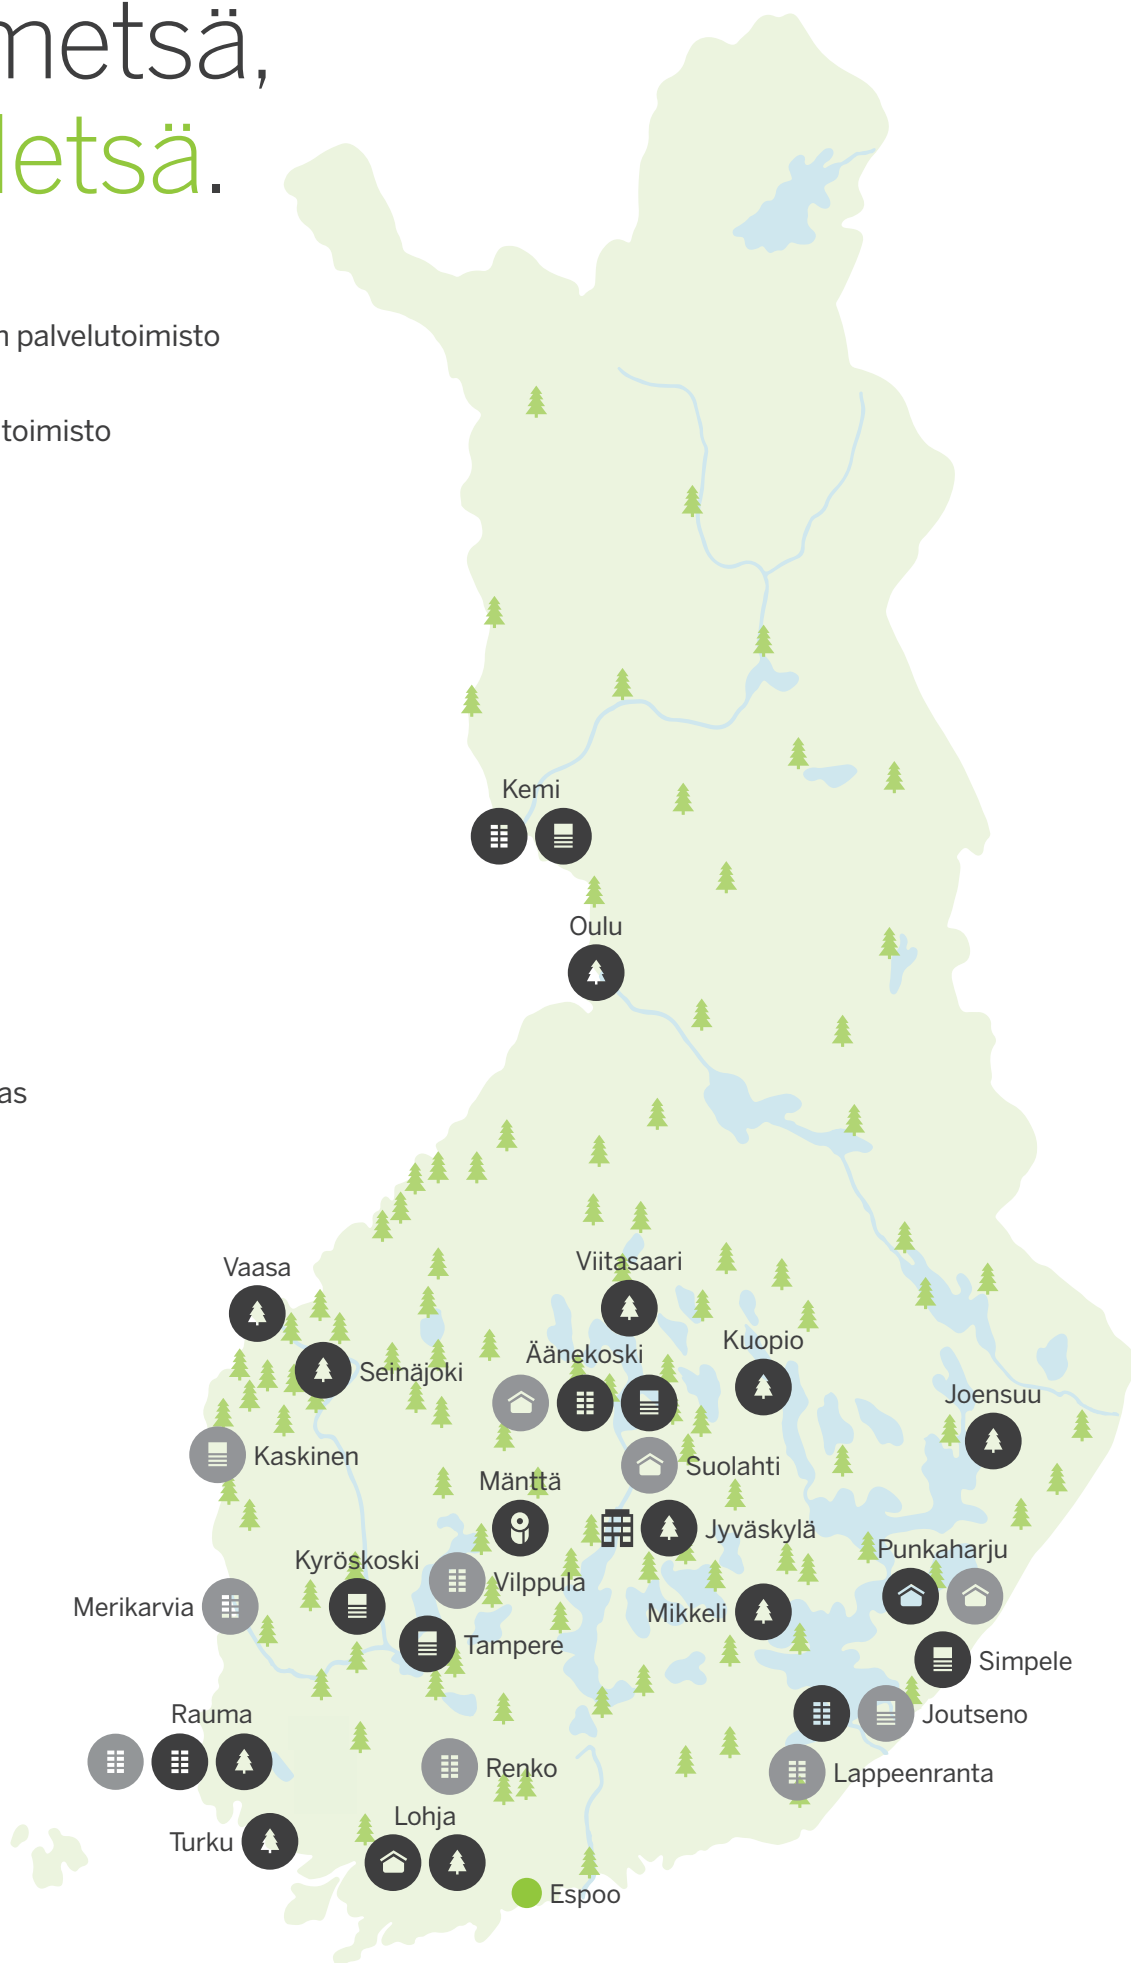 metsä,
letsä.
n palvelutoimisto
toimisto
Kemi
Oulu
as
Vaasa
Viitasaari
Kuopio
Äänekoski
Seinäjoki
Joensuu
Kaskinen
Suolahti
Mänttä
Jyväskylä
Punkaharju
Kyröskoski
Vilppula
Merikarvia
Mikkeli
Tampere
Simpele
Rauma
Joutseno
Renko
Lappeenranta
Lohja
Turku
Espoo